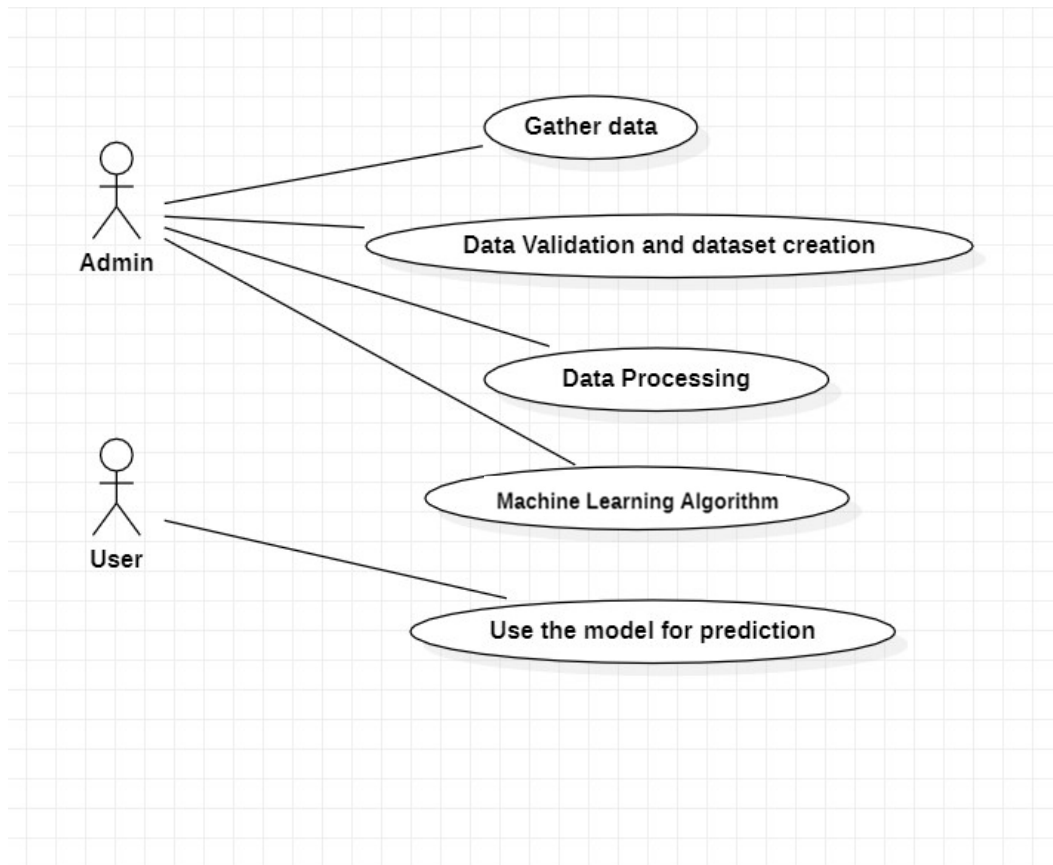 Gather data
Admin
Data Validation and dataset creation
Data Processing
Machine Learning Algorithm
User
Use the model for prediction